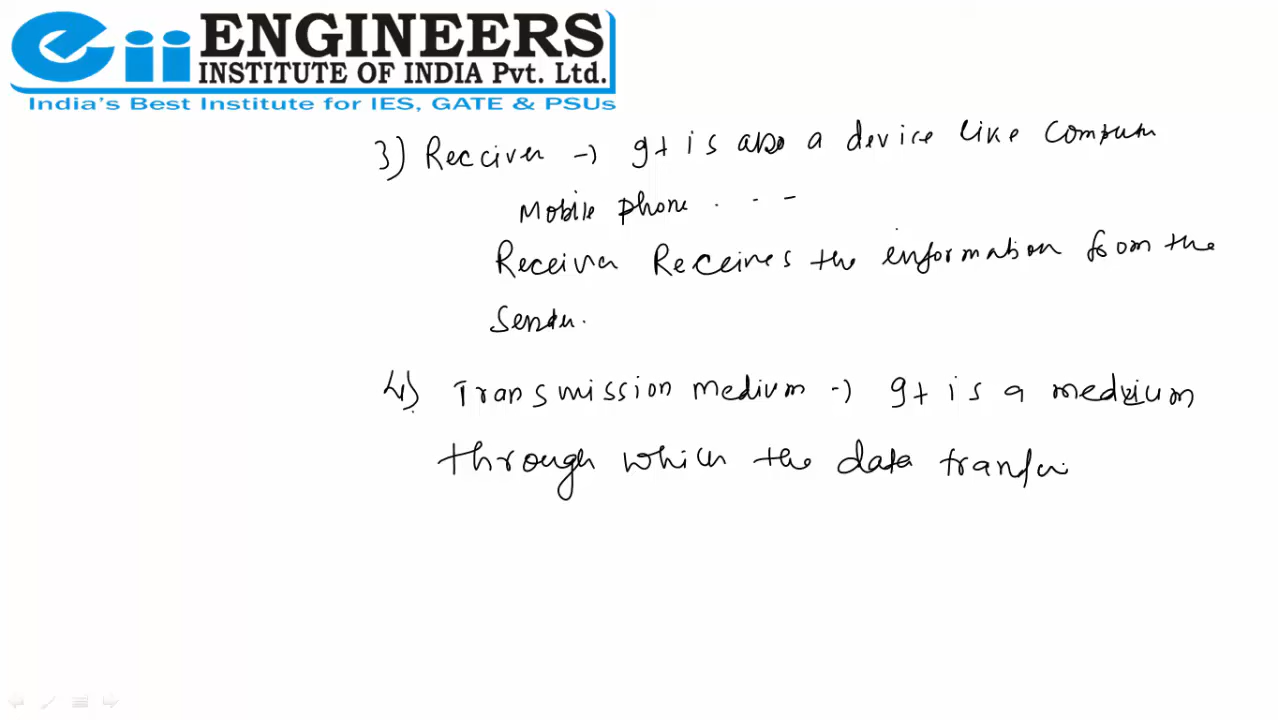 eii ENGINEERS
INSTITUTE OF INDIA Pvt. Ltd.
India's Best Institute for IES, GATE & PSUs
3) Receiver → It is also a device like Computer
Mobile phone . . -
Receiver Receives the information from the
Sender.
4) Transmission medium → It is a medium
through which the data transfer